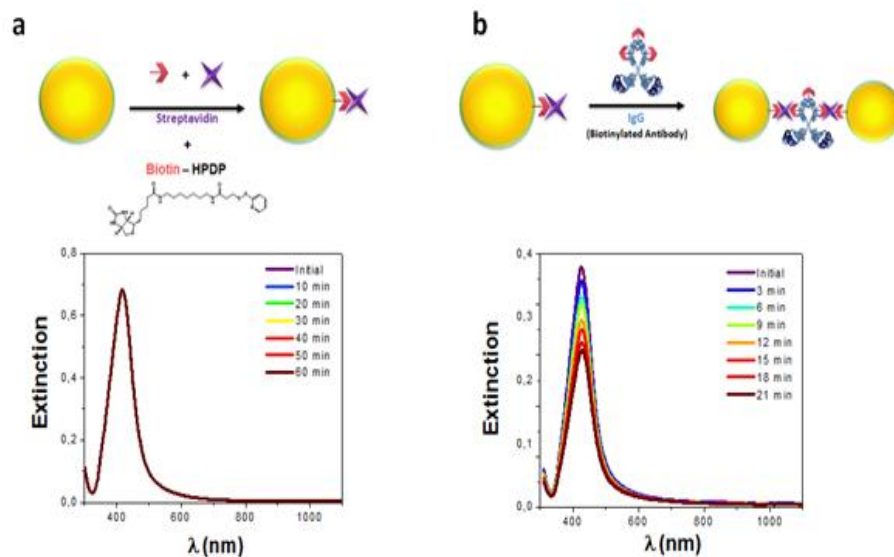 a
+
Streptavidin
+
Biotin – HPDP
0,8
0,6
0,4
0,2
0,0
Extinction
Initial
10 min
20 min
30 min
40 min
50 min
60 min
400
600
800
1000
λ (nm)
b
IgG
(Biotinylated Antibody)
0,4
0,3
0,2
0,1
0,0
Extinction
Initial
3 min
6 min
9 min
12 min
15 min
18 min
21 min
400
600
800
1000
λ (nm)